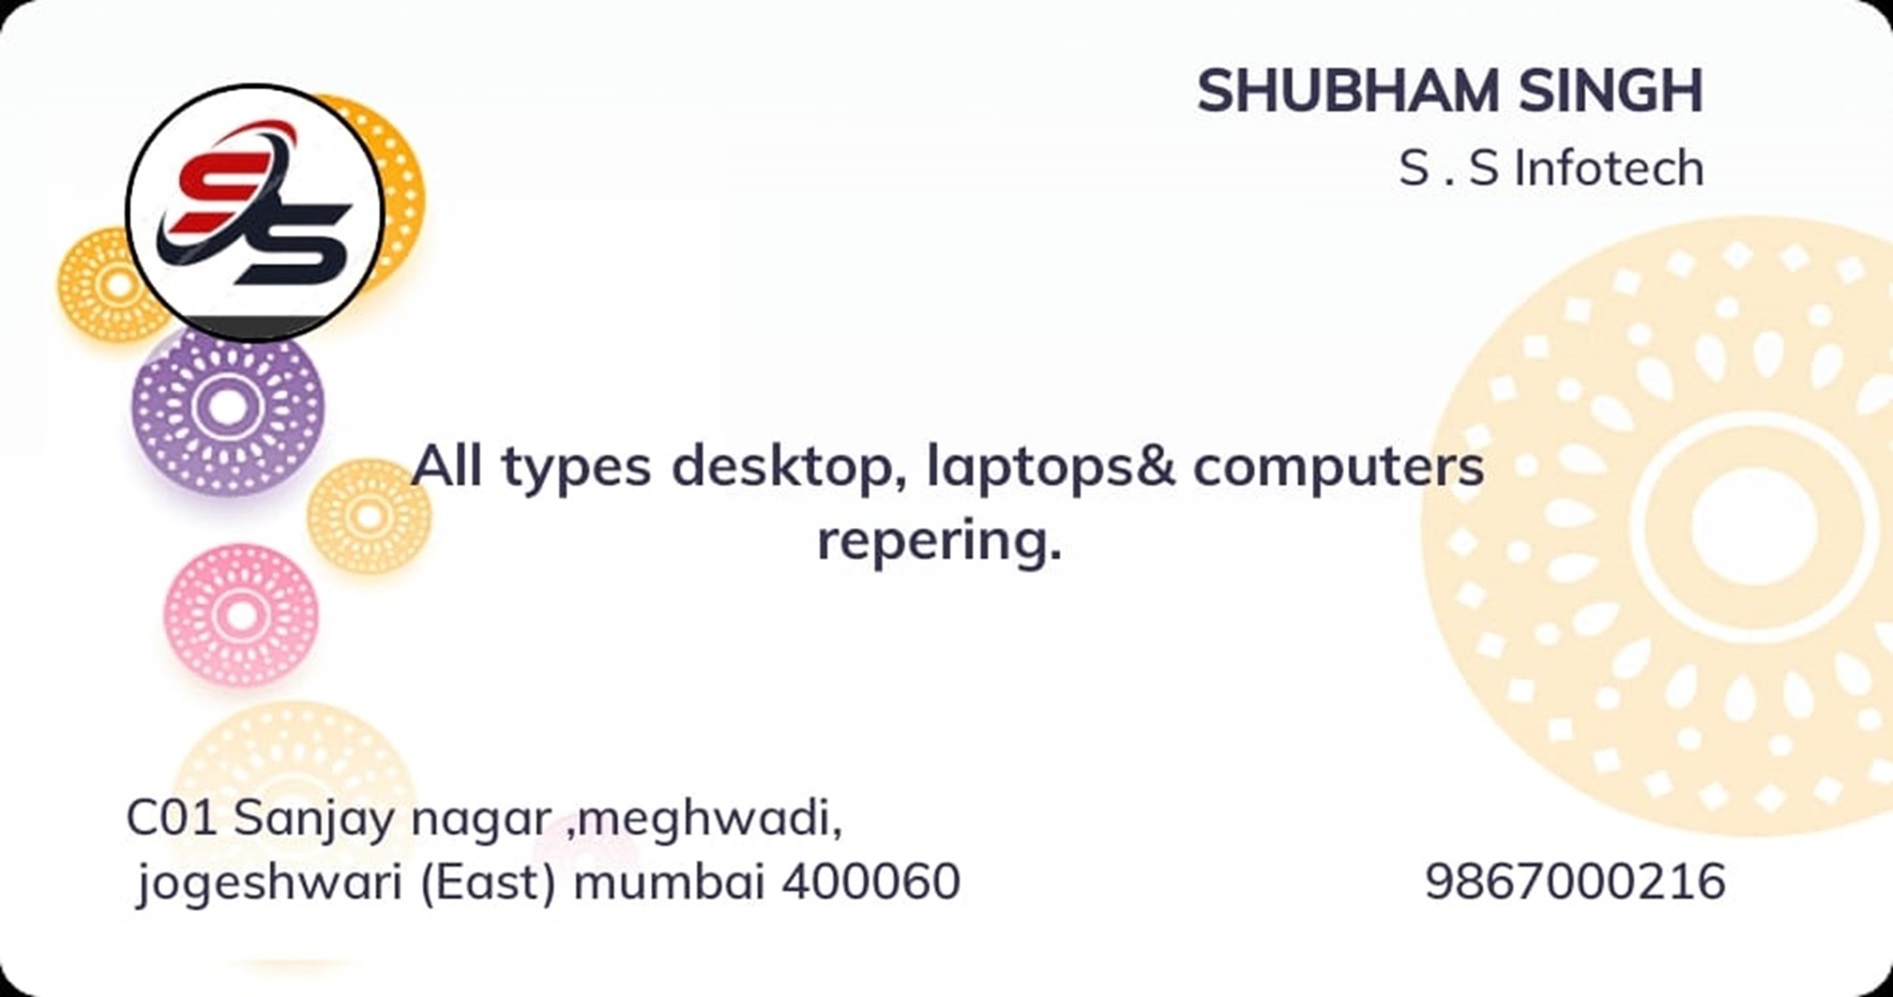 SHUBHAM SINGH
S . S Infotech
SS
All types desktop, laptops& computers
repering.
C01 Sanjay nagar ,meghwadi,
jogeshwari (East) mumbai 400060
9867000216